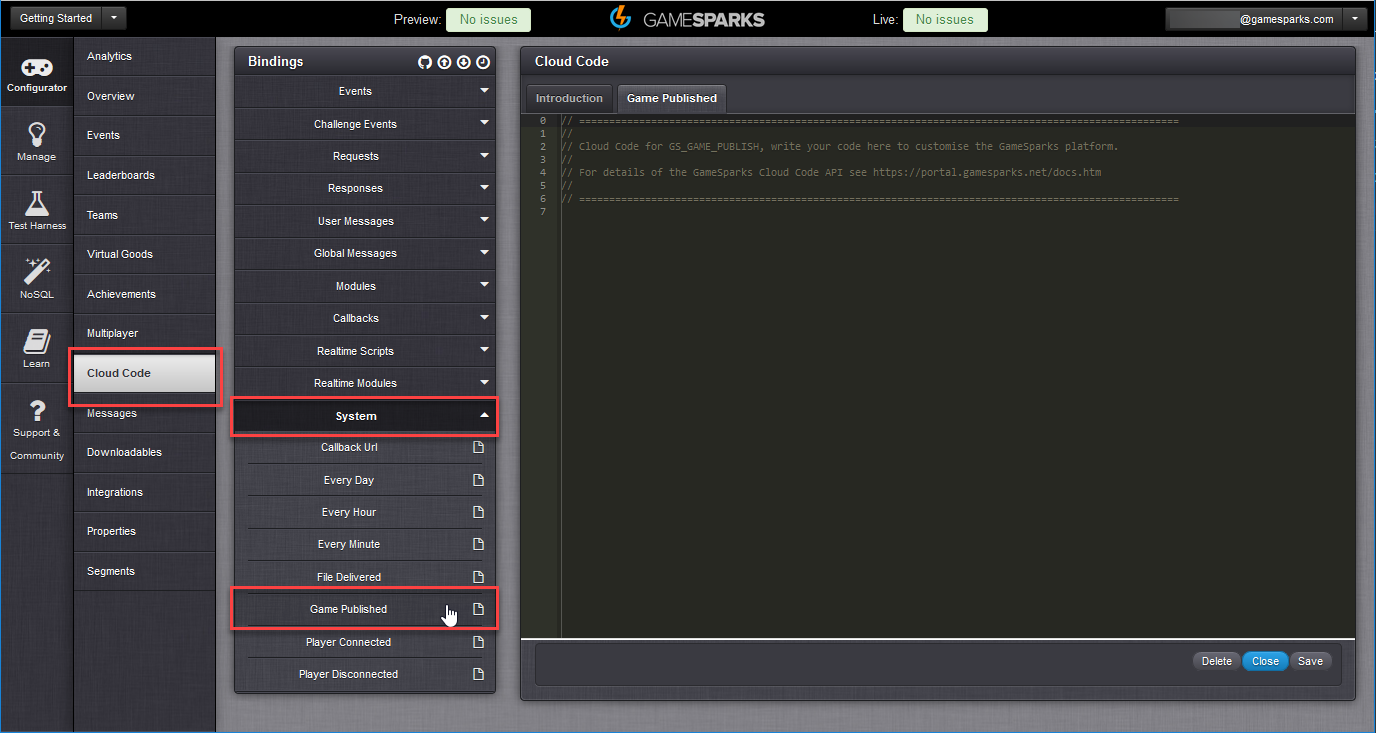 Getting Started
Preview: No issues
GAMESPARKS
Live: No issues
@gamesparks.com
Configurator
Manage
Test Harness
NoSQL
Learn
Support &
Community
Analytics
Overview
Events
Leaderboards
Teams
Virtual Goods
Achievements
Multiplayer
Cloud Code
Messages
Downloadables
Integrations
Properties
Segments
Bindings
Events
Challenge Events
Requests
Responses
User Messages
Global Messages
Modules
Callbacks
Realtime Scripts
Realtime Modules
System
Callback Url
Every Day
Every Hour
Every Minute
File Delivered
Game Published
Player Connected
Player Disconnected
Cloud Code
Introduction Game Published
0 // ====================================================================================================
1 //
2 // Cloud Code for GS_GAME_PUBLISH, write your code here to customise the GameSparks platform.
3 //
4 // For details of the GameSparks Cloud Code API see https://portal.gamesparks.net/docs.htm
5 //
6 // ====================================================================================================
7
Delete Close Save